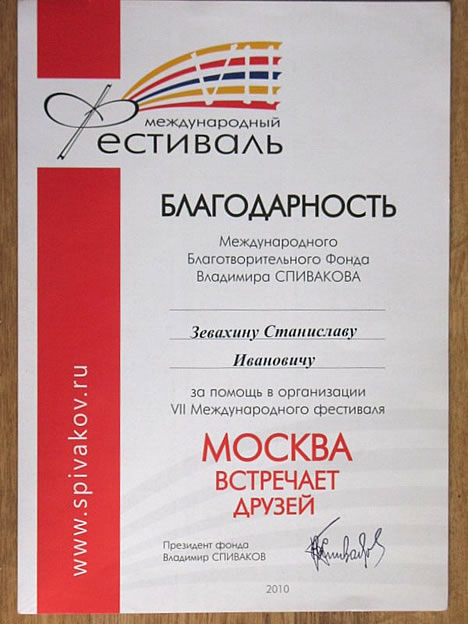 VII
международный
Фестиваль
БЛАГОДАРНОСТЬ
Международного
Благотворительного Фонда
Владимира СПИВАКОВА
Зевахину Станиславу
Ивановичу
за помощь в организации
VII Международного фестиваля
МОСКВА
ВСТРЕЧАЕТ
ДРУЗЕЙ
Президент фонда
Владимир СПИВАКОВ
2010
www.spivakov.ru